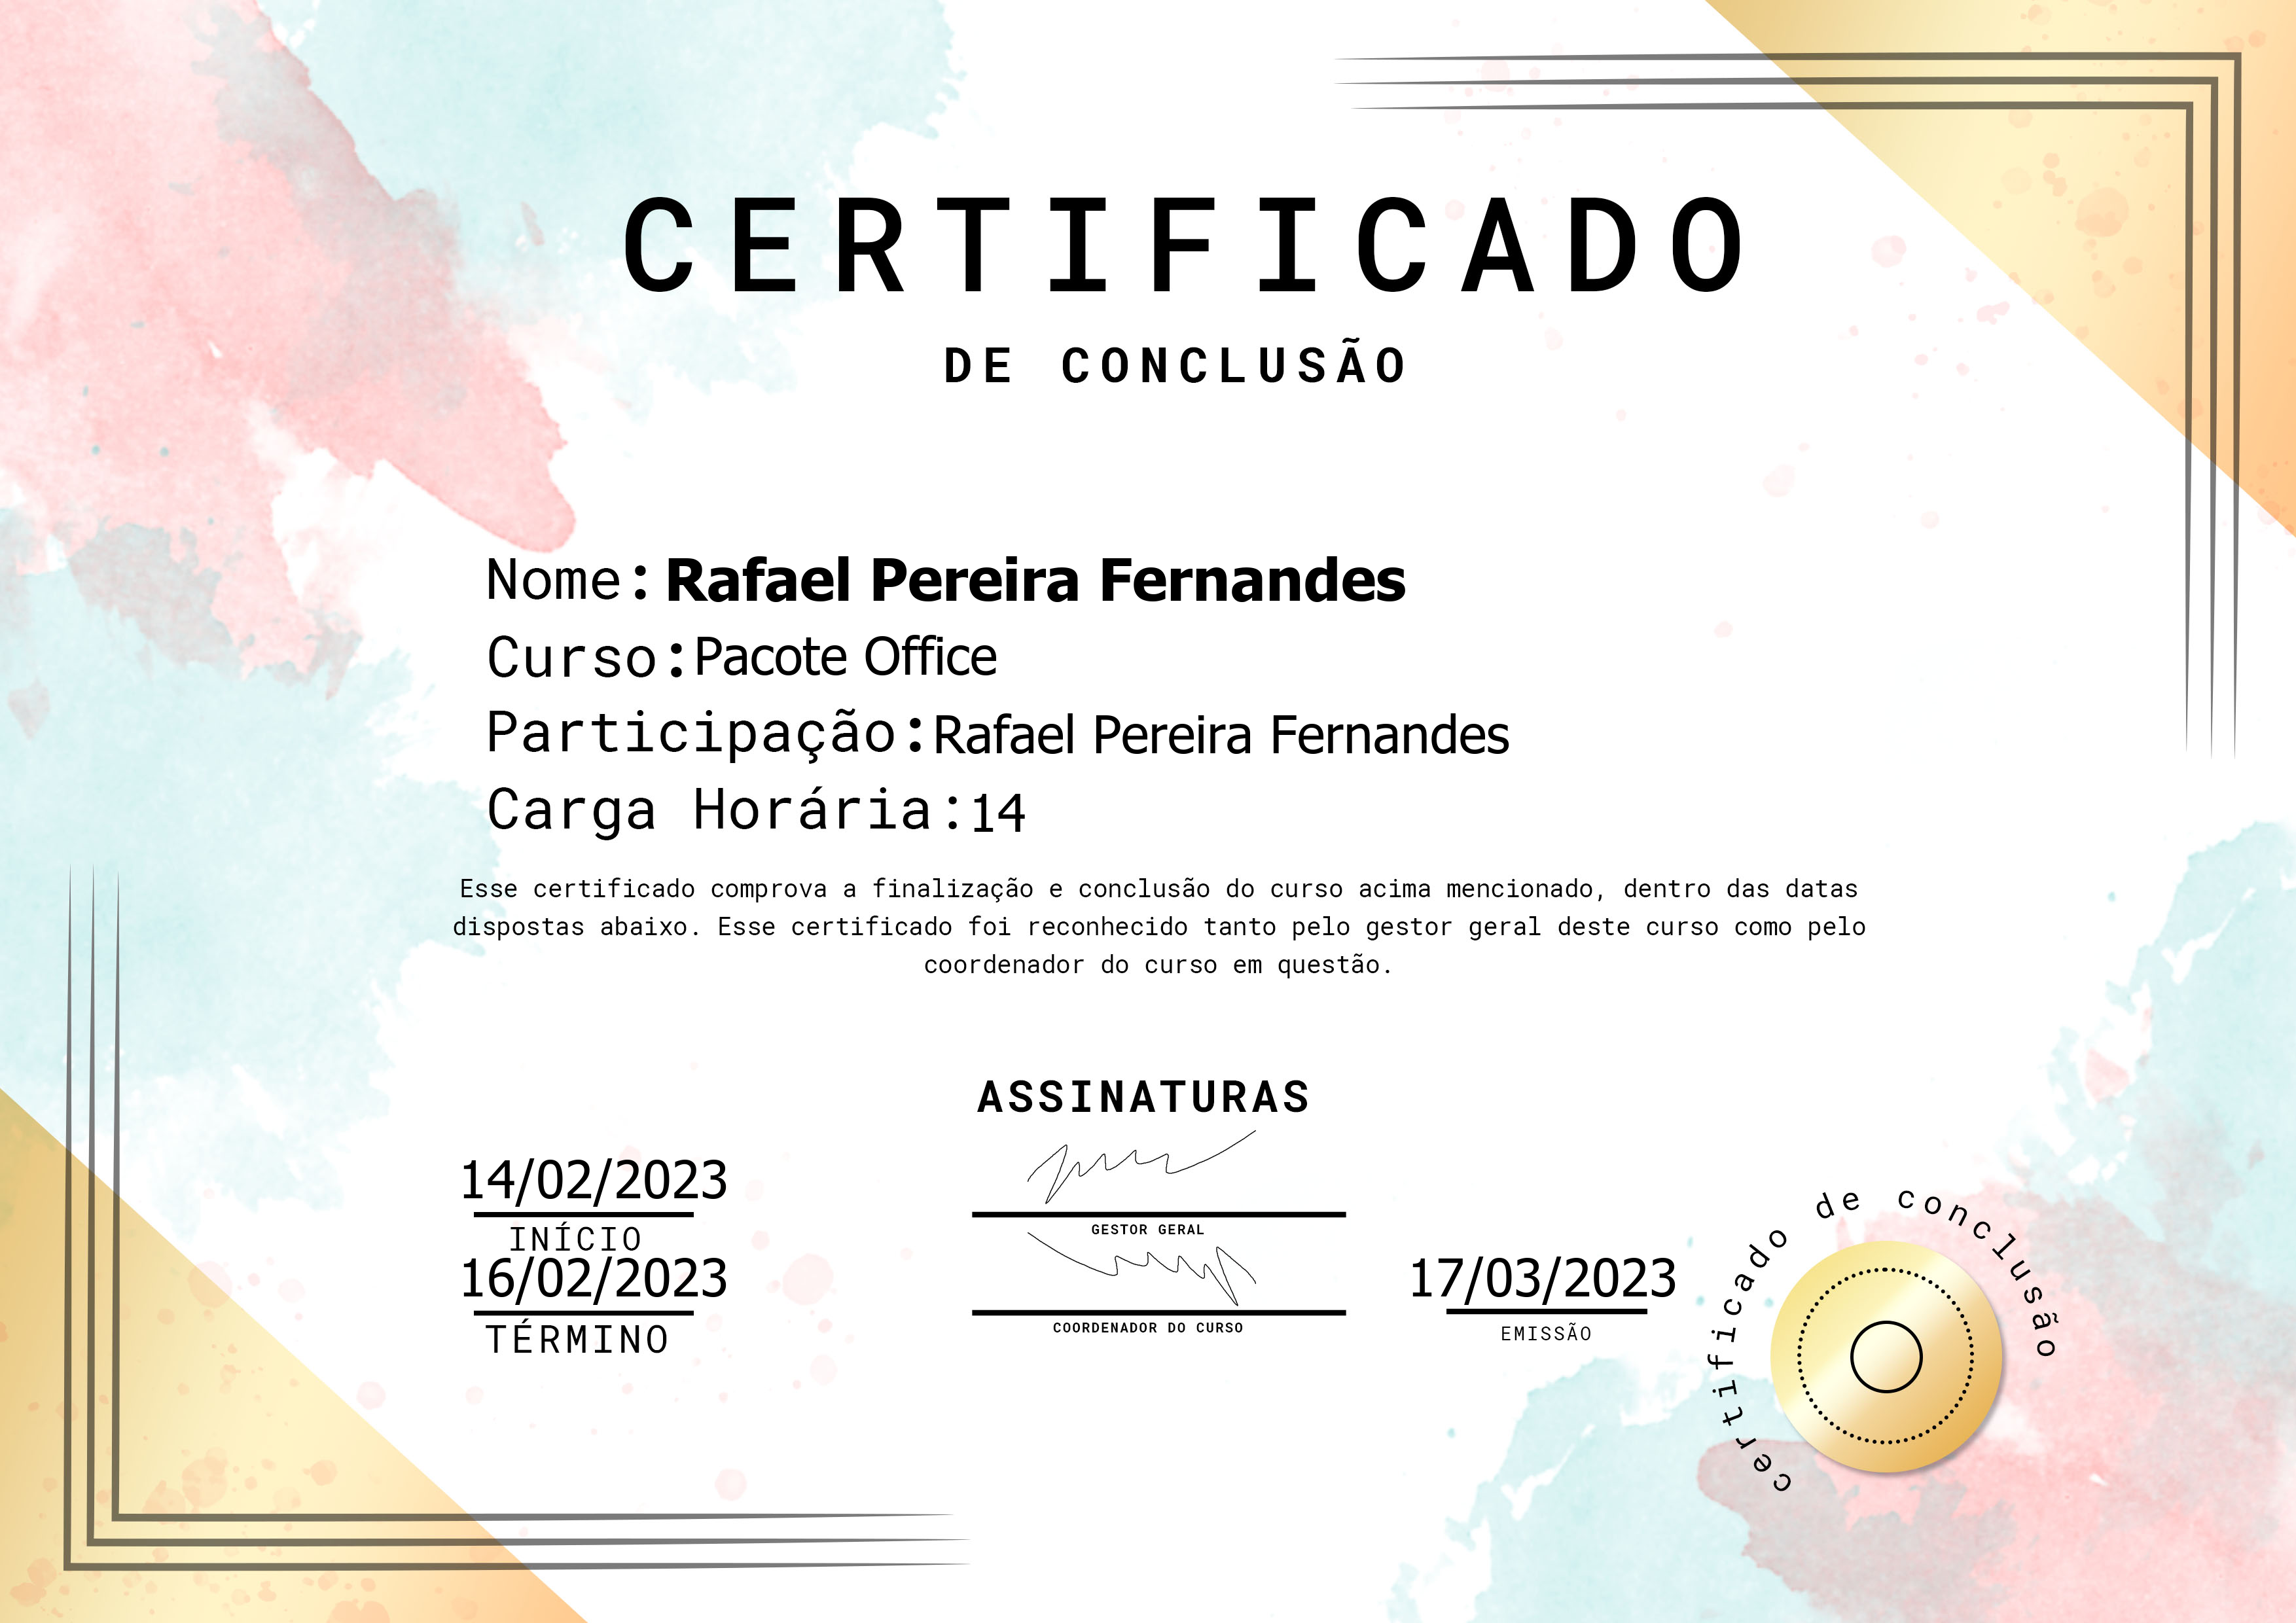 CERTIFICADO
DE CONCLUSÃO
Nome: Rafael Pereira Fernandes
Curso:Pacote Office
Participação:Rafael Pereira Fernandes
Carga Horária:14
Esse certificado comprova a finalização e conclusão do curso acima mencionado, dentro das datas
dispostas abaixo. Esse certificado foi reconhecido tanto pelo gestor geral deste curso como pelo
coordenador do curso em questão.
ASSINATURAS
14/02/2023
INÍCIO
GESTOR GERAL
16/02/2023
TÉRMINO
COORDENADOR DO CURSO
17/03/2023
EMISSÃO
certificado de conclusão